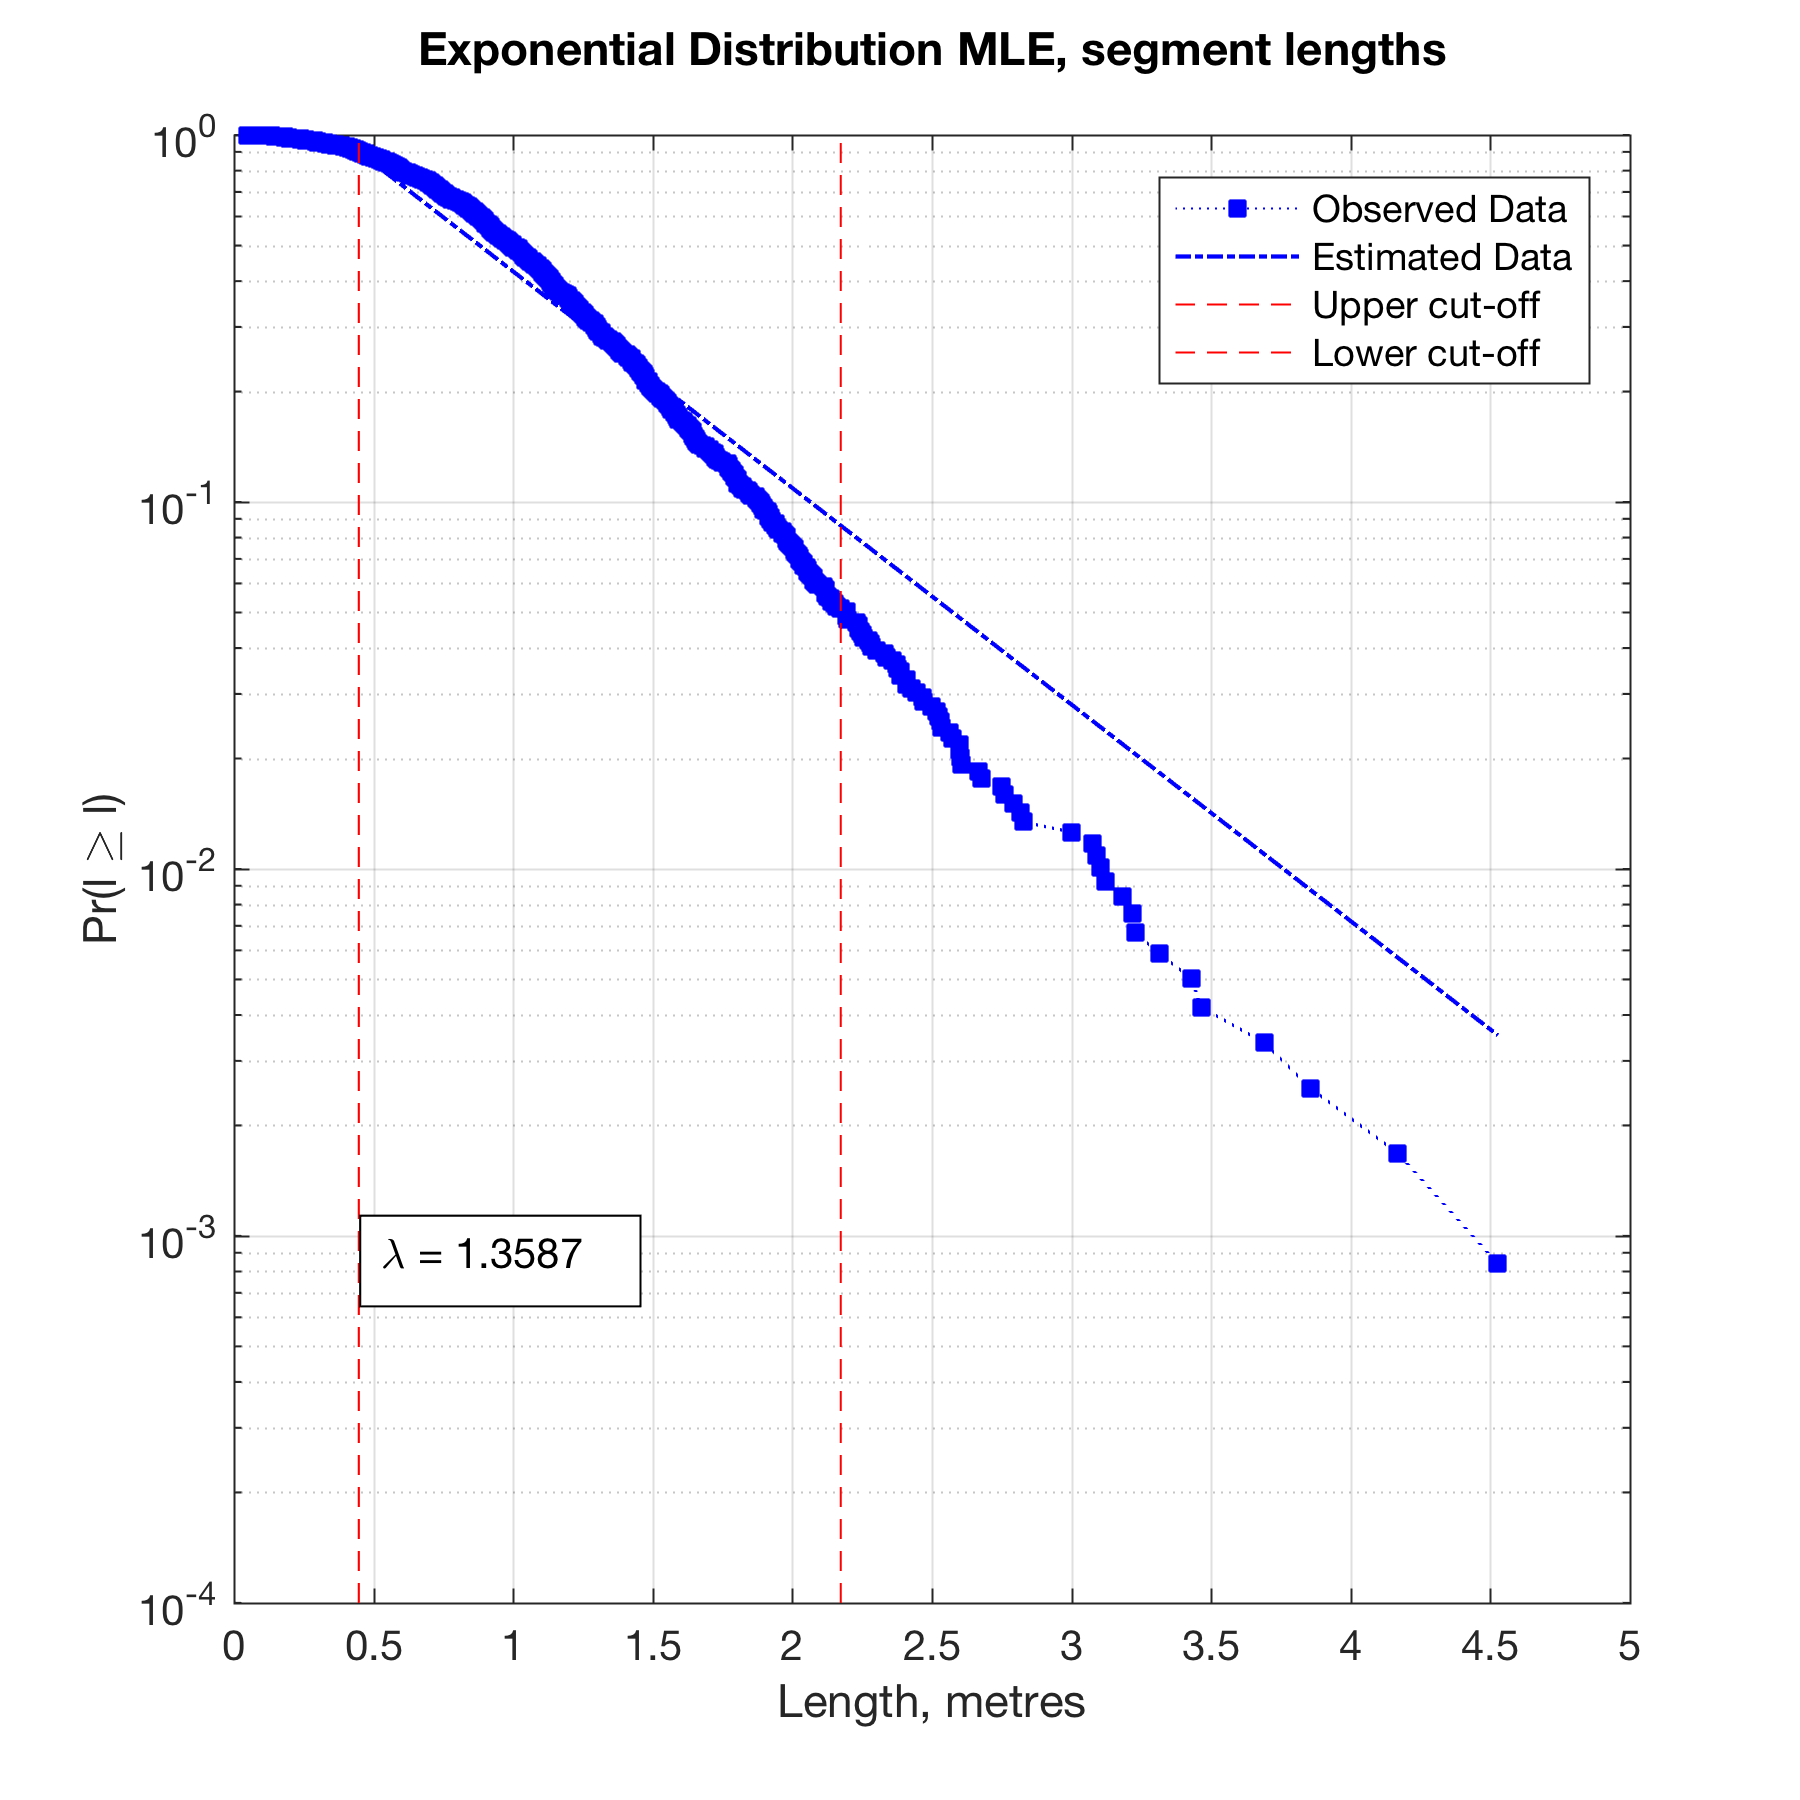 Exponential Distribution MLE, segment lengths
Observed Data
Estimated Data
Upper cut-off
Lower cut-off
10^0
10^-1
10^-2
10^-3
10^-4
Pr(l ≥ l)
λ = 1.3587
0 0.5 1 1.5 2 2.5 3 3.5 4 4.5 5
Length, metres